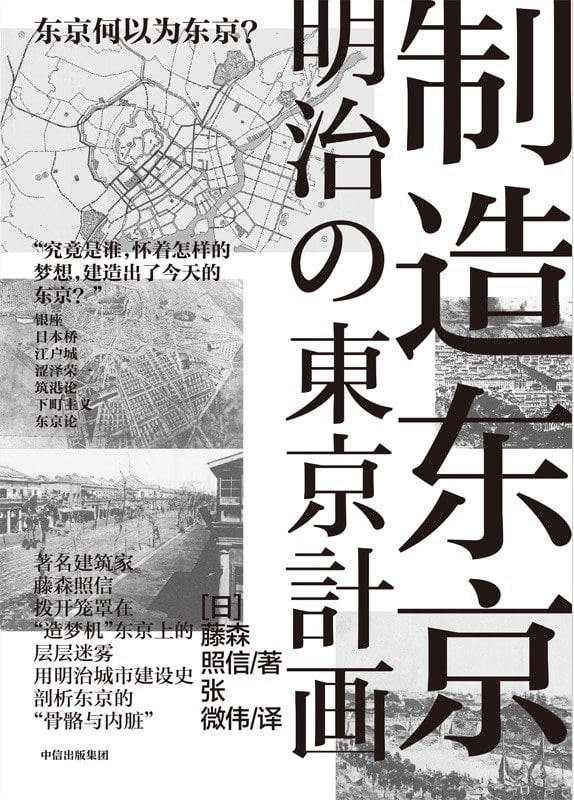 东京何以为东京？
制造东京
明治の東京計画
“究竟是谁，怀着怎样的
梦想，建造出了今天的
东京？”
银座
日本桥
江户城
涩泽荣一
筑港论
下町主义
东京论
著名建筑家
藤森照信
拨开笼罩在
“造梦机”东京上的
层层迷雾
用明治城市建设史
剖析东京的
“骨骼与内脏”
［日］
藤森
照信/著
张
微伟/译
中信出版集团